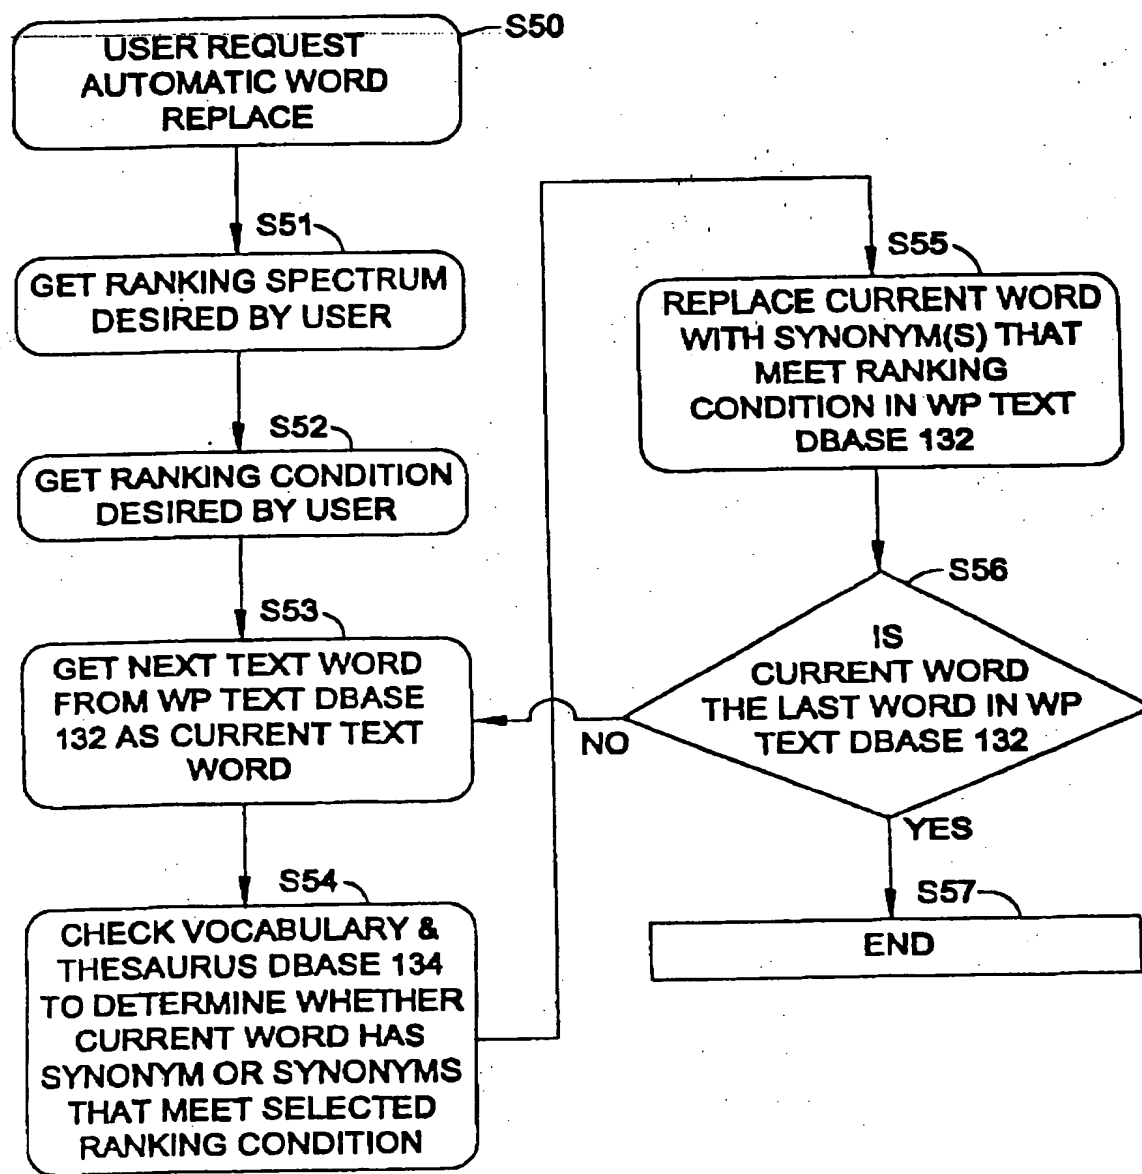 S50
USER REQUEST
AUTOMATIC WORD
REPLACE
S51
GET RANKING SPECTRUM
DESIRED BY USER
S52
GET RANKING CONDITION
DESIRED BY USER
S53
GET NEXT TEXT WORD
FROM WP TEXT DBASE
132 AS CURRENT TEXT
WORD
S54
CHECK VOCABULARY &
THESAURUS DBASE 134
TO DETERMINE WHETHER
CURRENT WORD HAS
SYNONYM OR SYNONYMS
THAT MEET SELECTED
RANKING CONDITION
S55
REPLACE CURRENT WORD
WITH SYNONYM(S) THAT
MEET RANKING
CONDITION IN WP TEXT
DBASE 132
S56
IS
CURRENT WORD
THE LAST WORD IN WP
TEXT DBASE 132
NO
YES
S57
END